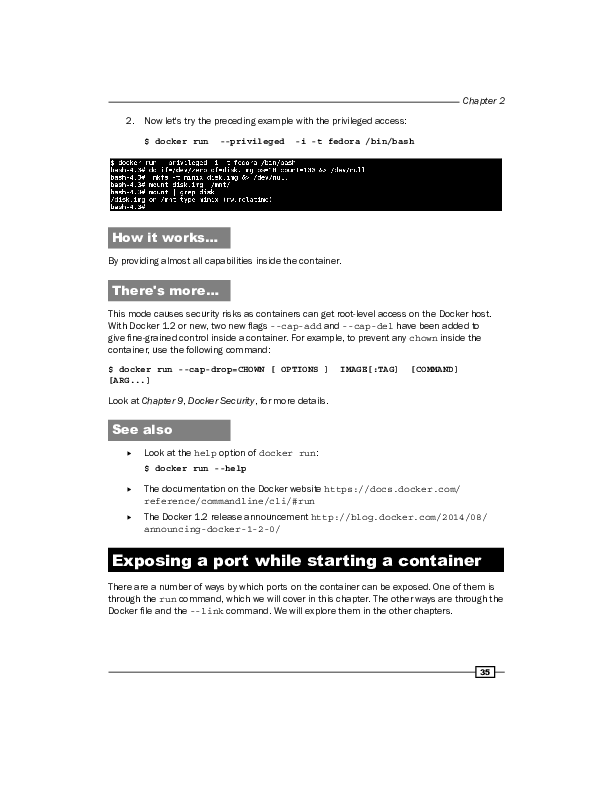 Chapter 2
2. Now let's try the preceding example with the privileged access:
$ docker run --privileged -i -t fedora /bin/bash
$ docker run --privileged -i -t fedora /bin/bash
bash-4.3# dd if=/dev/zero of=disk.img bs=1M count=100 &> /dev/null
bash-4.3# mkfs -t minix disk.img &> /dev/null
bash-4.3# mount disk.img /mnt/
bash-4.3# mount | grep disk
/disk.img on /mnt type minix (rw,relatime)
bash-4.3#
How it works...
By providing almost all capabilities inside the container.
There's more...
This mode causes security risks as containers can get root-level access on the Docker host.
With Docker 1.2 or new, two new flags --cap-add and --cap-del have been added to
give fine-grained control inside a container. For example, to prevent any chown inside the
container, use the following command:
$ docker run --cap-drop=CHOWN [ OPTIONS ] IMAGE[:TAG] [COMMAND]
[ARG...]
Look at Chapter 9, Docker Security, for more details.
See also
► Look at the help option of docker run:
$ docker run --help
► The documentation on the Docker website https://docs.docker.com/
reference/commandline/cli/#run
► The Docker 1.2 release announcement http://blog.docker.com/2014/08/
announcing-docker-1-2-0/
Exposing a port while starting a container
There are a number of ways by which ports on the container can be exposed. One of them is
through the run command, which we will cover in this chapter. The other ways are through the
Docker file and the --link command. We will explore them in the other chapters.
35